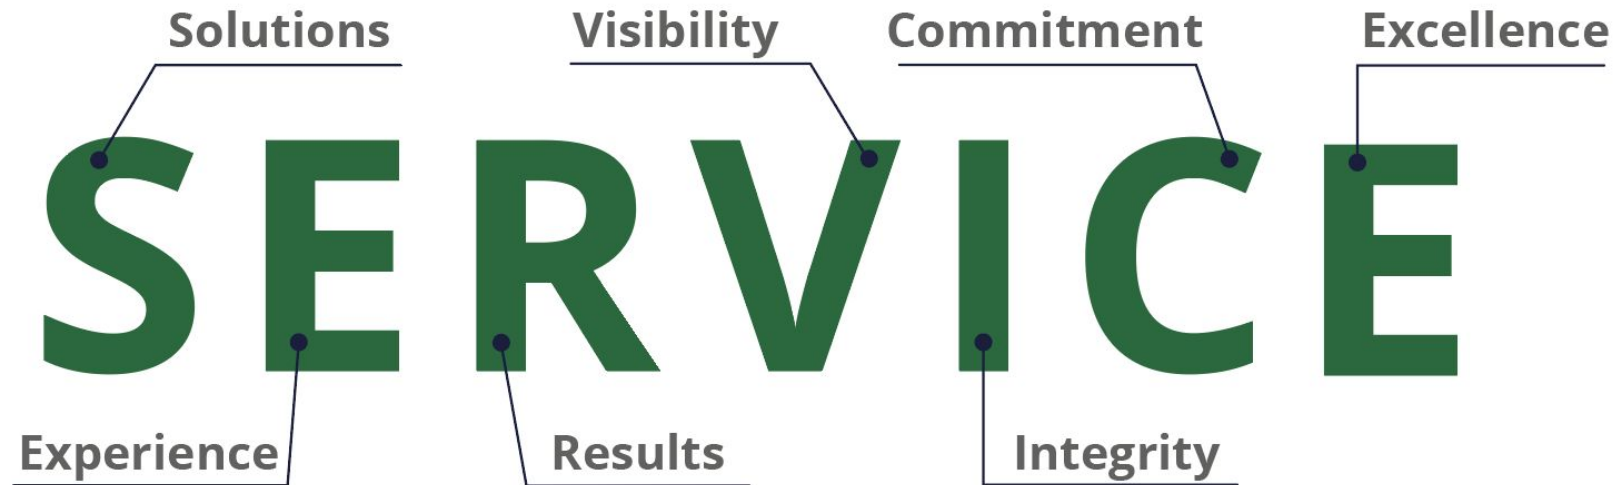 Solutions Visibility Commitment Excellence
SERVICE
Experience Results Integrity